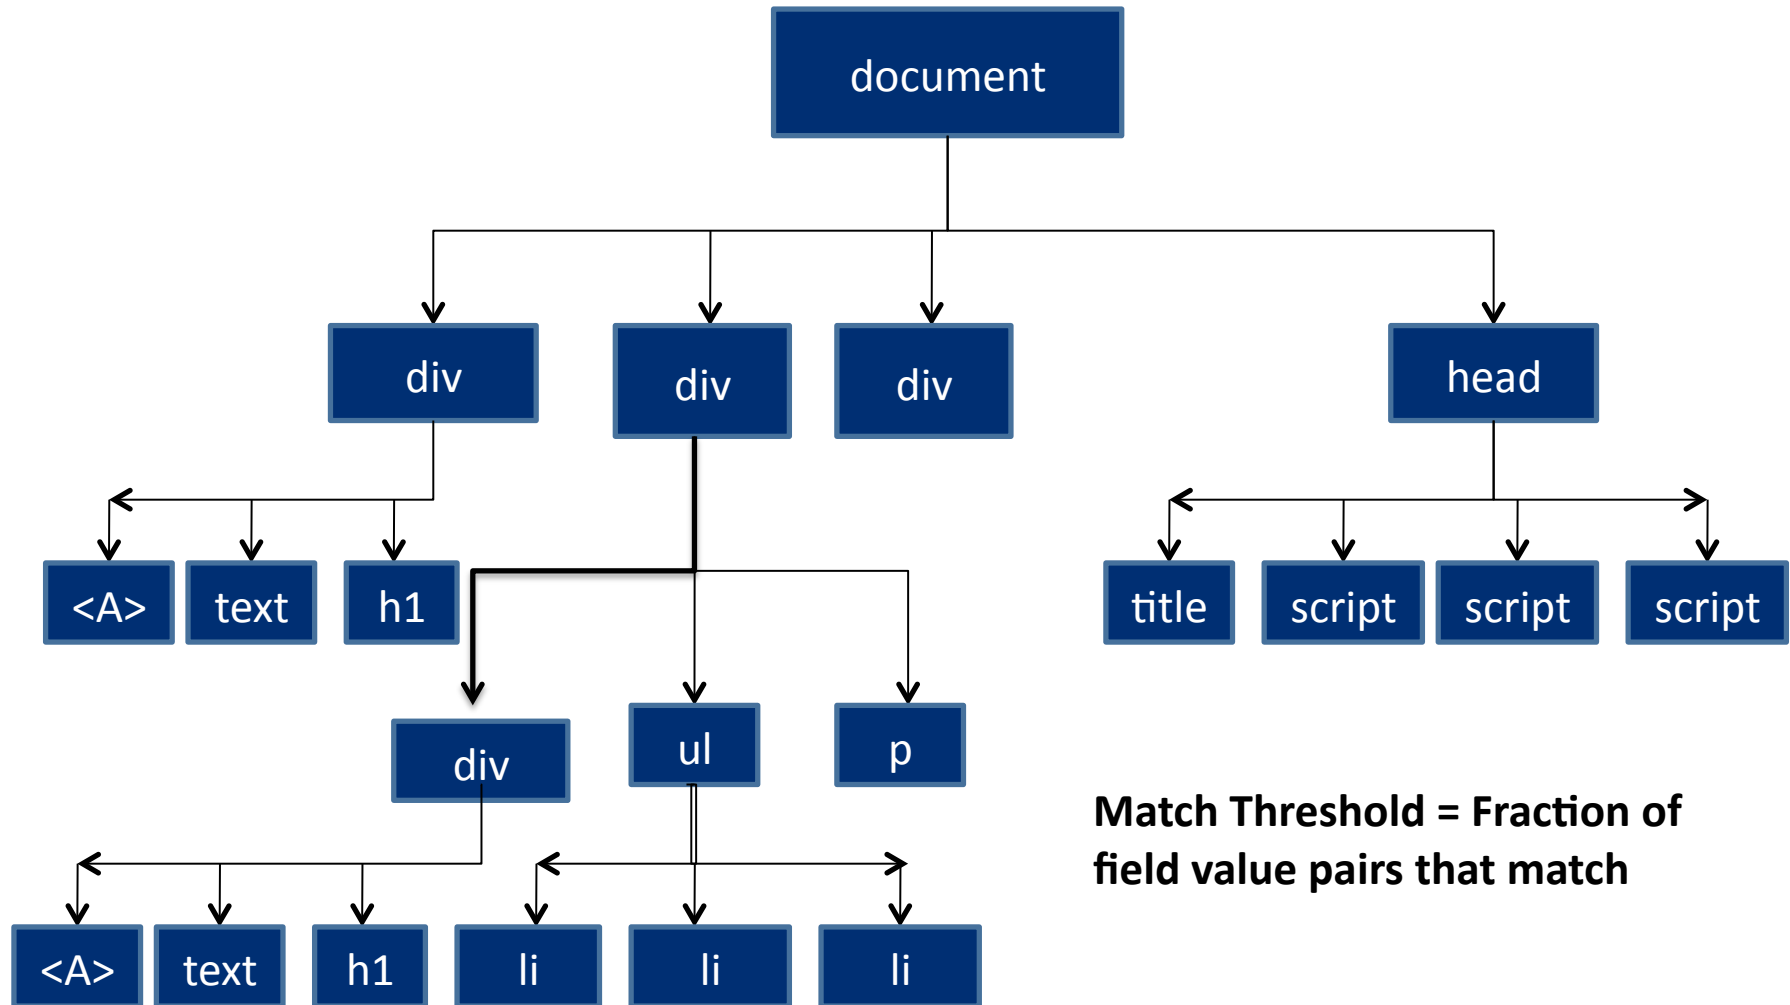 document
div
div
div
head
<A>
text
h1
title
script
script
script
div
ul
p
Match Threshold = Fraction of
field value pairs that match
<A>
text
h1
li
li
li